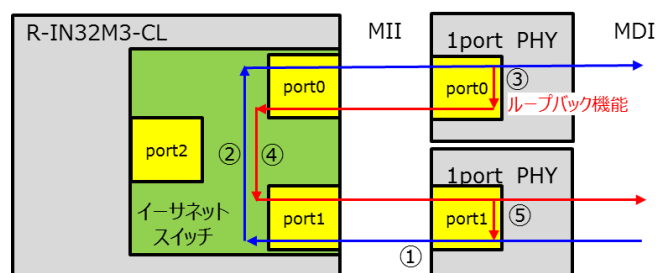 R-IN32M3-CL
MII
1port PHY
MDI
port0
port0
③
ループバック機能
port2
②
④
1port PHY
イーサネット
スイッチ
port1
port1
⑤
①